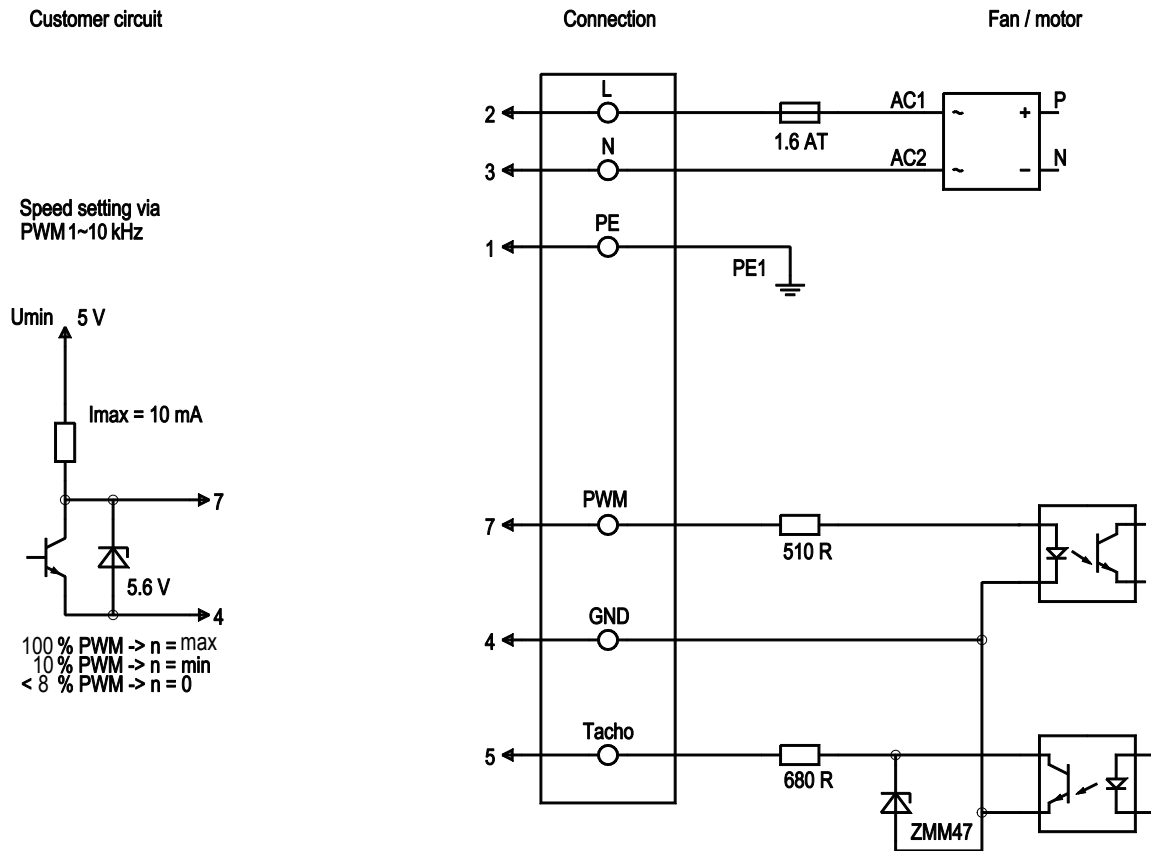 Customer circuit
Connection
Fan / motor
L
2
1.6 AT
AC1
~
+
P
N
3
AC2
~
–
N
Speed setting via
PWM 1~10 kHz
PE
1
PE1
Umin 5 V
Imax = 10 mA
7
5.6 V
4
100 % PWM -> n = max
10 % PWM -> n = min
< 8 % PWM -> n = 0
PWM
7
510 R
GND
4
Tacho
5
680 R
ZMM47